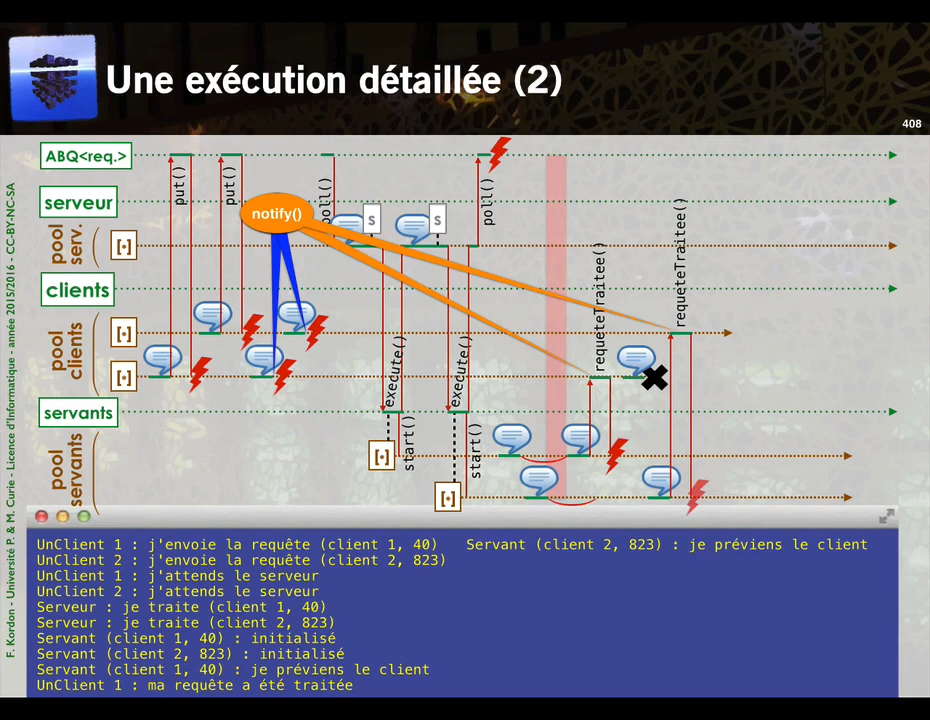 Une exécution détaillée (2)
408
ABQ<req.>
put()
put()
poll()
poll()
serveur
notify()
S
S
pool
serv.
[·]
requeteTraitee()
requeteTraitee()
clients
pool
clients
[·]
[·]
execute()
execute()
servants
start()
start()
pool
servants
[·]
[·]
F. Kordon - Université P. & M. Curie - Licence d'Informatique - année 2015/2016 - CC-BY-NC-SA
UnClient 1 : j'envoie la requête (client 1, 40) Servant (client 2, 823) : je préviens le client
UnClient 2 : j'envoie la requête (client 2, 823)
UnClient 1 : j'attends le serveur
UnClient 2 : j'attends le serveur
Serveur : je traite (client 1, 40)
Serveur : je traite (client 2, 823)
Servant (client 1, 40) : initialisé
Servant (client 2, 823) : initialisé
Servant (client 1, 40) : je préviens le client
UnClient 1 : ma requête a été traitée